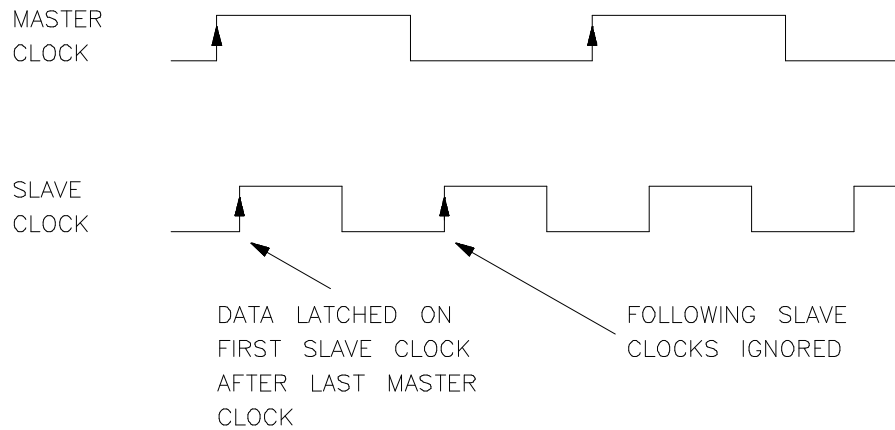 MASTER
CLOCK
SLAVE
CLOCK
DATA LATCHED ON
FIRST SLAVE CLOCK
AFTER LAST MASTER
CLOCK
FOLLOWING SLAVE
CLOCKS IGNORED